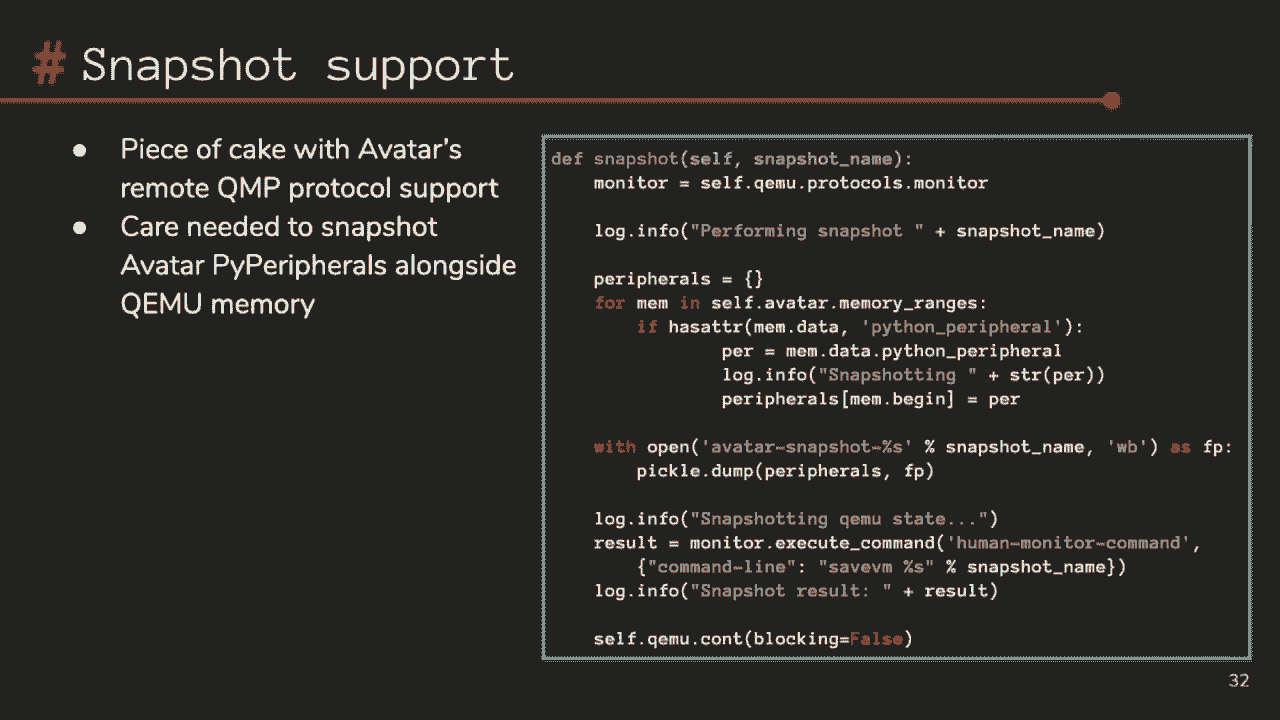 # Snapshot support
● Piece of cake with Avatar's
remote QMP protocol support
● Care needed to snapshot
Avatar PyPeripherals alongside
QEMU memory
def snapshot(self, snapshot_name):
    monitor = self.qemu.protocols.monitor

    log.info("Performing snapshot " + snapshot_name)

    peripherals = {}
    for mem in self.avatar.memory_ranges:
        if hasattr(mem.data, 'python_peripheral'):
                per = mem.data.python_peripheral
                log.info("Snapshotting " + str(per))
                peripherals[mem.begin] = per

    with open('avatar-snapshot-%s' % snapshot_name, 'wb') as fp:
        pickle.dump(peripherals, fp)

    log.info("Snapshotting qemu state...")
    result = monitor.execute_command('human-monitor-command',
        {"command-line": "savevm %s" % snapshot_name})
    log.info("Snapshot result: " + result)

    self.qemu.cont(blocking=False)
32